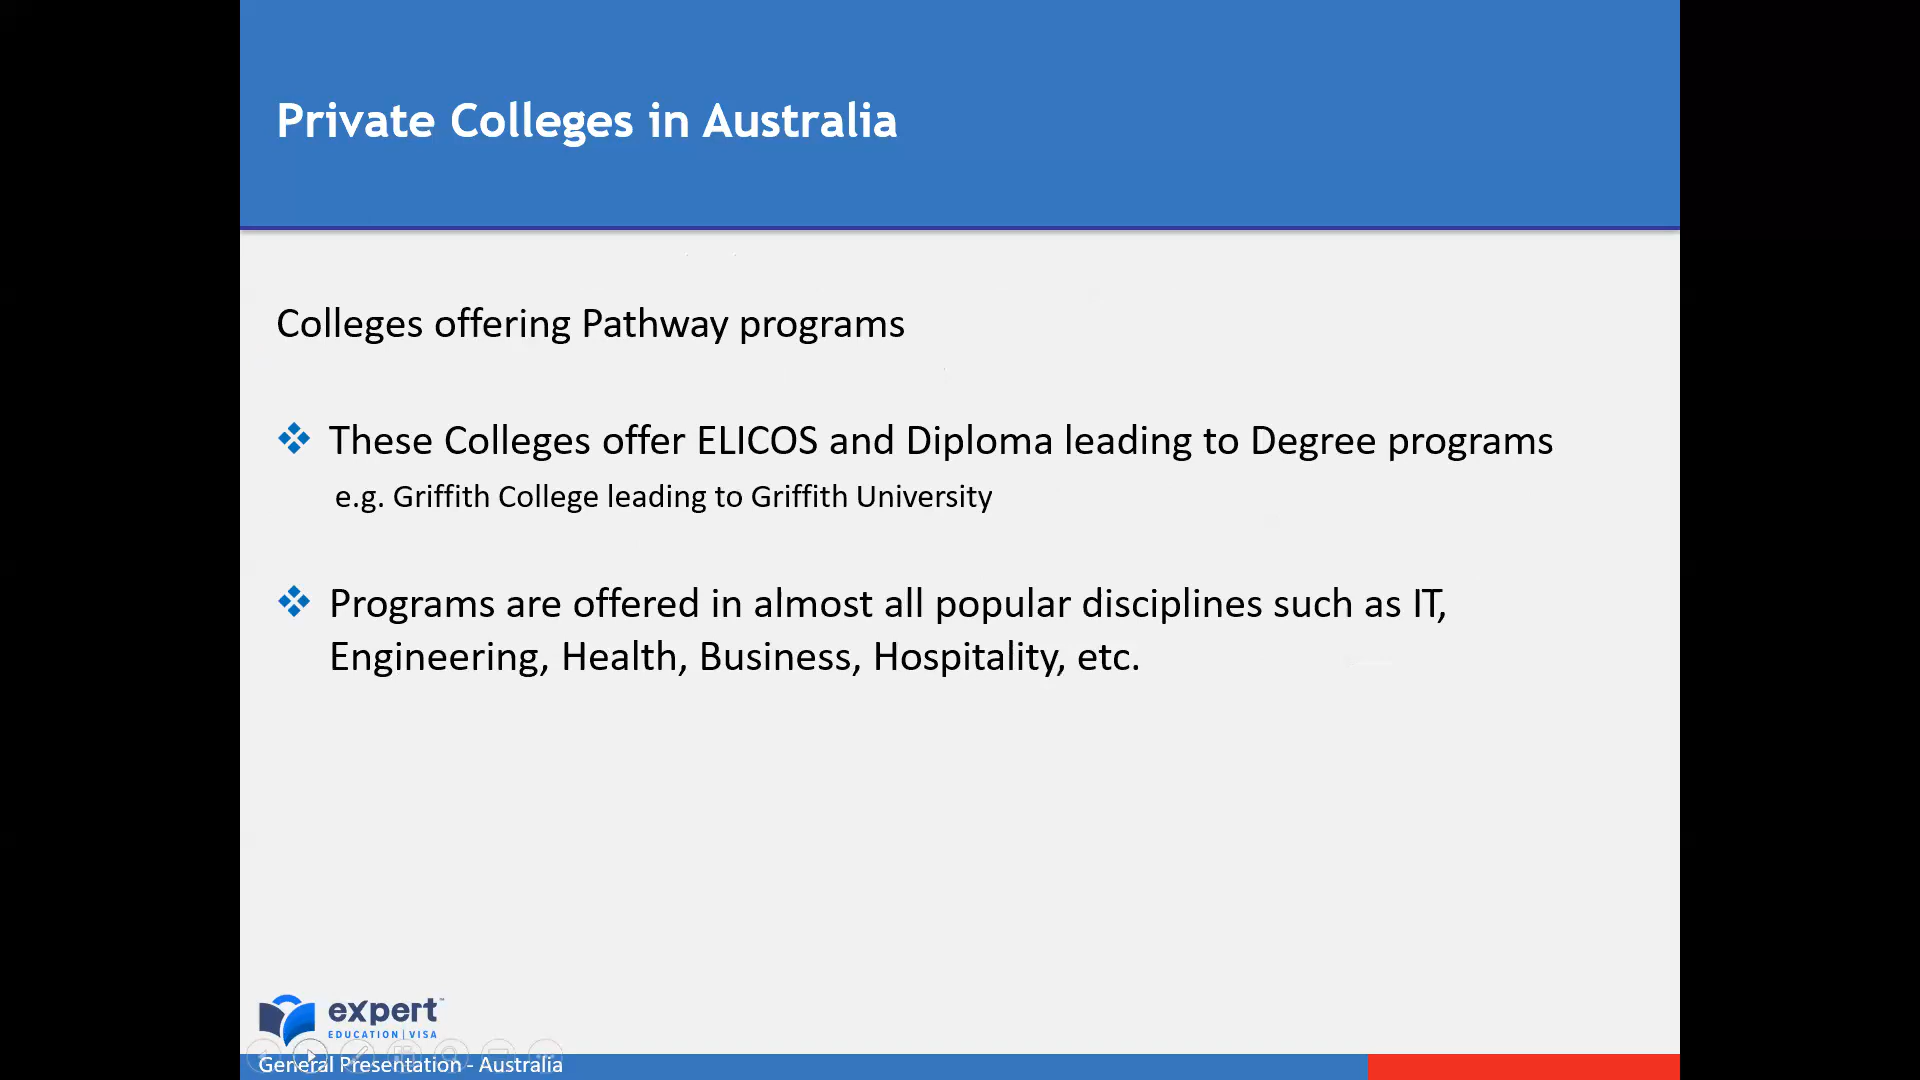 Private Colleges in Australia
Colleges offering Pathway programs
These Colleges offer ELICOS and Diploma leading to Degree programs
e.g. Griffith College leading to Griffith University
Programs are offered in almost all popular disciplines such as IT,
Engineering, Health, Business, Hospitality, etc.
expert™
EDUCATION | VISA
General Presentation - Australia